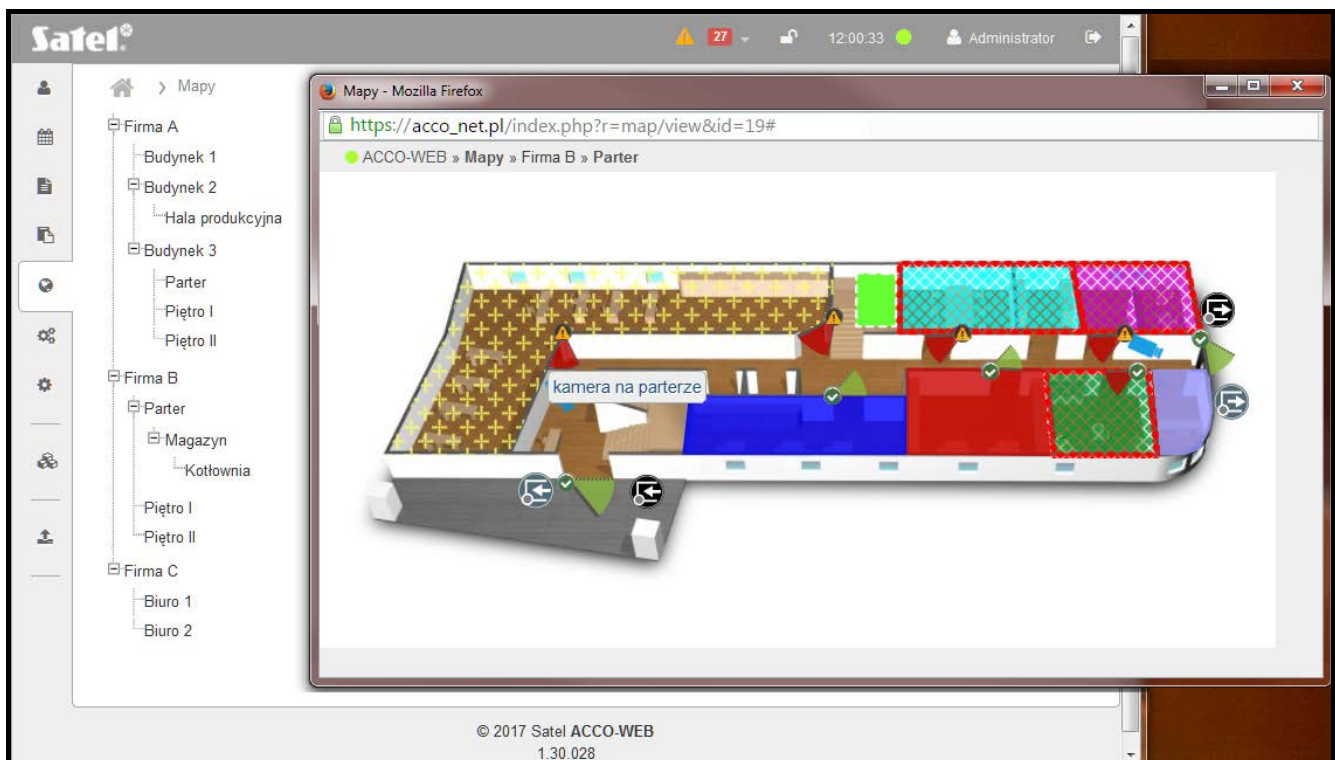 Satel®
27
12:00:33
Administrator
Mapy
Firma A
Budynek 1
Budynek 2
Hala produkcyjna
Budynek 3
Parter
Piętro I
Piętro II
Firma B
Parter
Magazyn
Kotłownia
Piętro I
Piętro II
Firma C
Biuro 1
Biuro 2
Mapy - Mozilla Firefox
https://acco_net.pl/index.php?r=map/view&id=19#
ACCO-WEB » Mapy » Firma B » Parter
kamera na parterze
© 2017 Satel ACCO-WEB
1.30.028